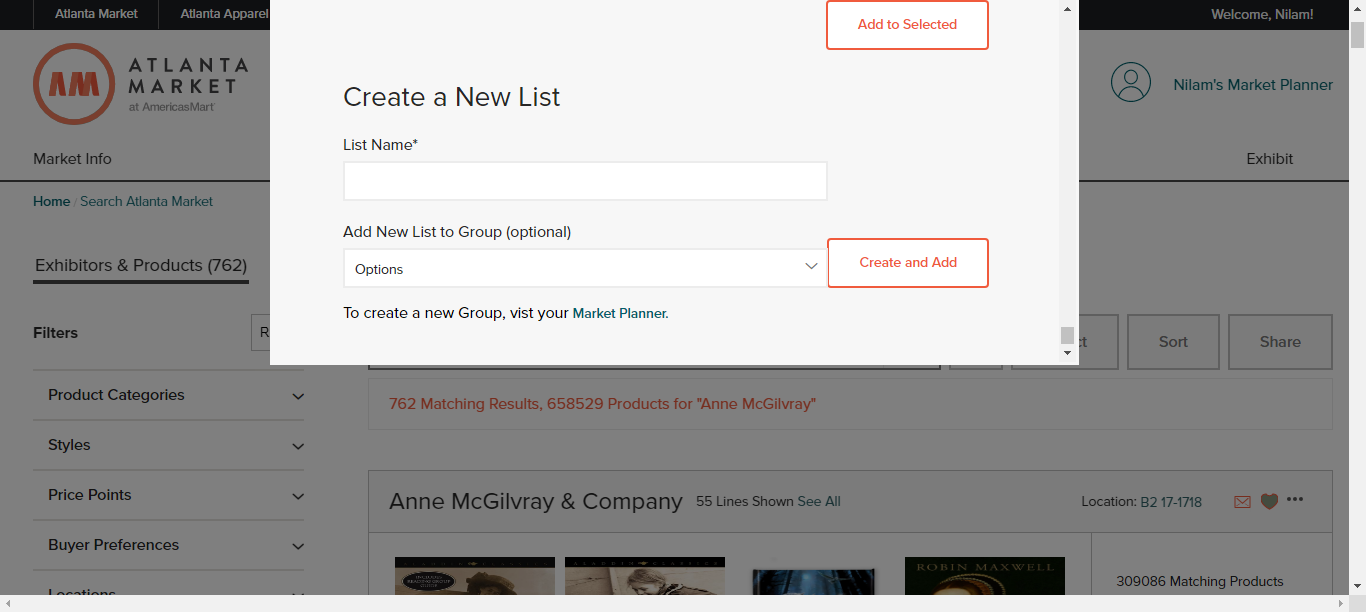 Atlanta Market
Atlanta Apparel
Welcome, Nilam!
Add to Selected
ATLANTA
MARKET
at AmericasMart
Nilam's Market Planner
Create a New List
List Name*
Market Info
Exhibit
Home / Search Atlanta Market
Add New List to Group (optional)
Options
Create and Add
To create a new Group, vist your Market Planner.
Exhibitors & Products (762)
Filters
Sort
Share
Product Categories
762 Matching Results, 658529 Products for "Anne McGilvray"
Styles
Price Points
Anne McGilvray & Company 55 Lines Shown See All
Location: B2 17-1718
Buyer Preferences
ROBIN MAXWELL
309086 Matching Products
Locations